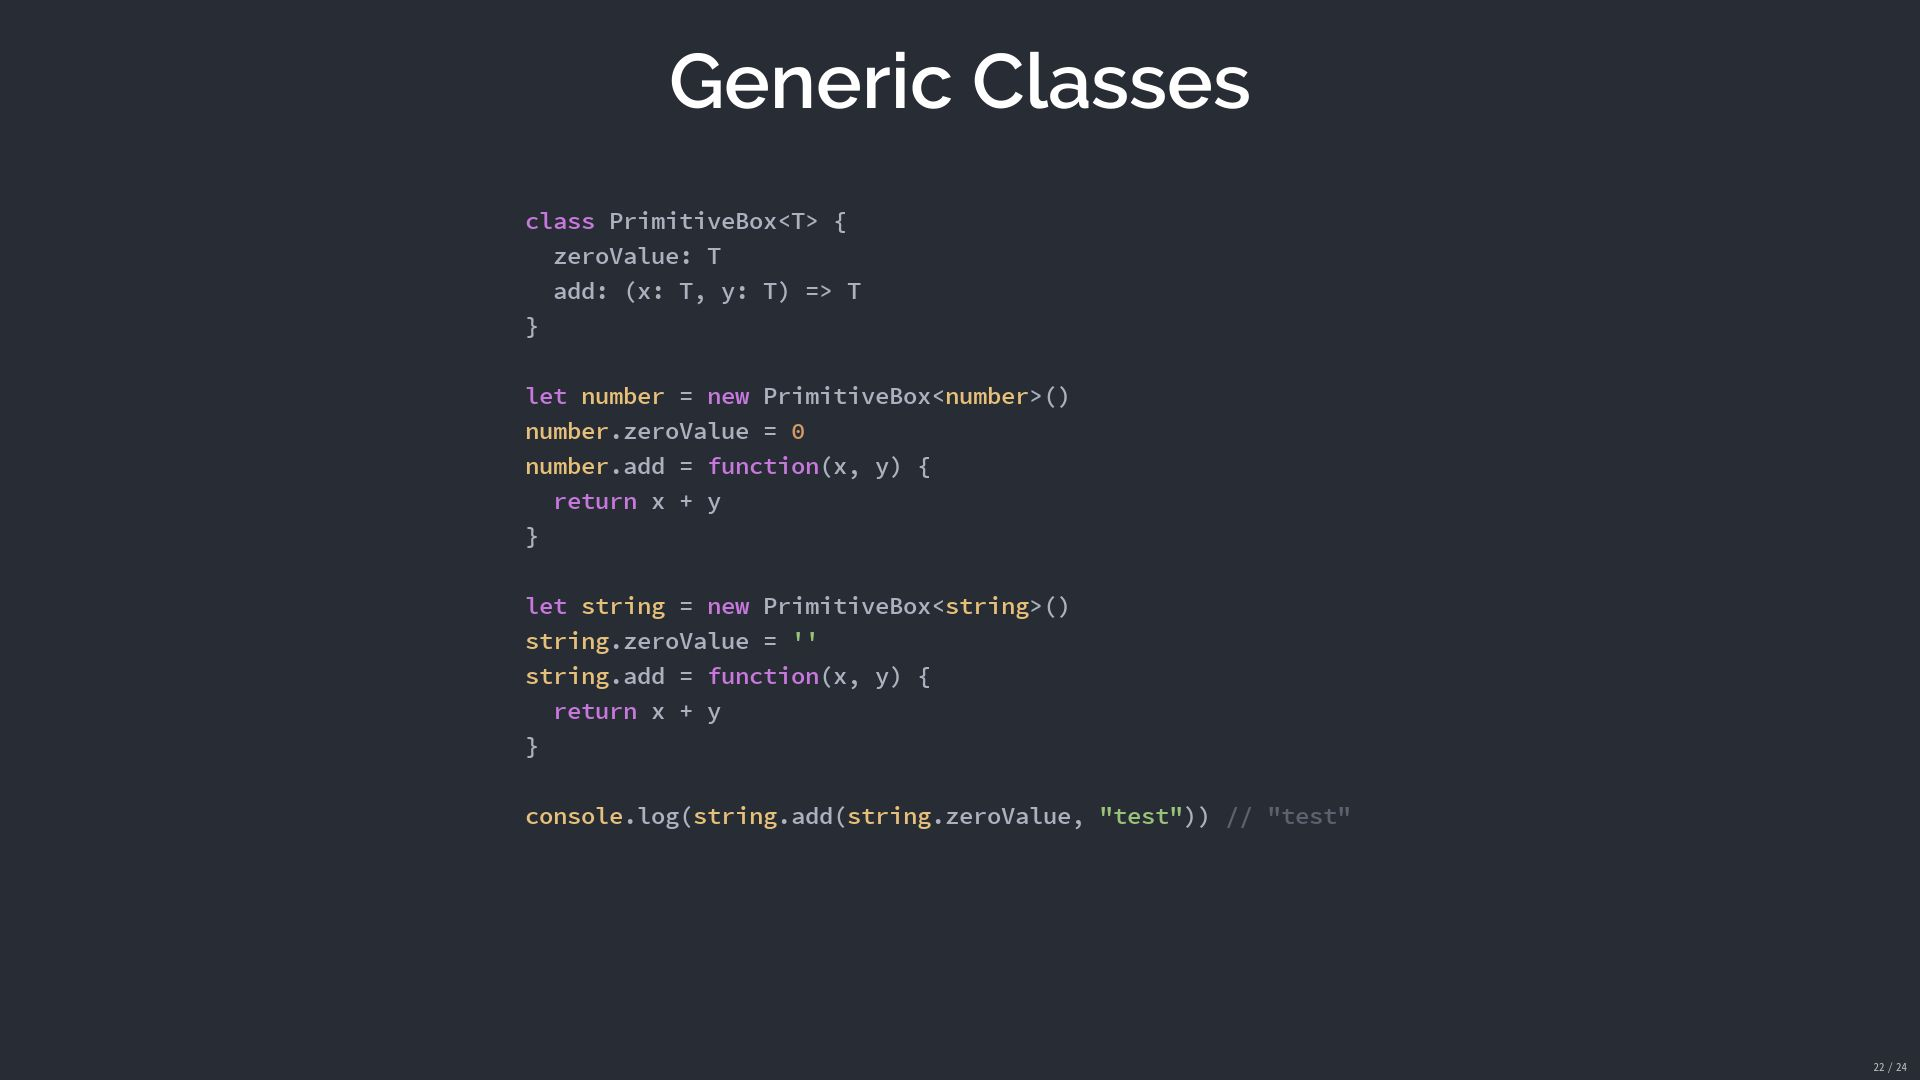 Generic Classes
class PrimitiveBox<T> {
  zeroValue: T
  add: (x: T, y: T) => T
}
let number = new PrimitiveBox<number>()
number.zeroValue = 0
number.add = function(x, y) {
  return x + y
}
let string = new PrimitiveBox<string>()
string.zeroValue = ''
string.add = function(x, y) {
  return x + y
}
console.log(string.add(string.zeroValue, "test")) // "test"
22 / 24